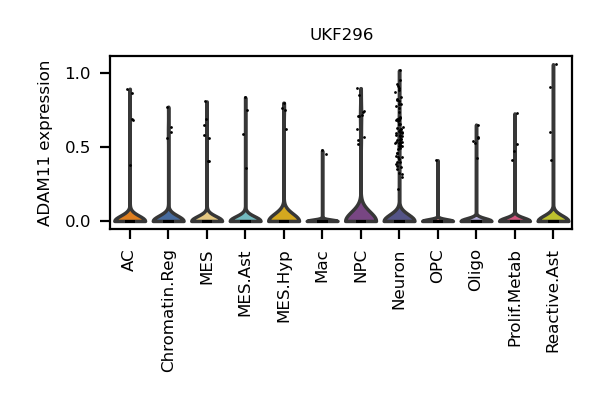 UKF296
ADAM11 expression
1.0
0.5
0.0
AC
Chromatin.Reg
MES
MES.Ast
MES.Hyp
Mac
NPC
Neuron
OPC
Oligo
Prolif.Metab
Reactive.Ast